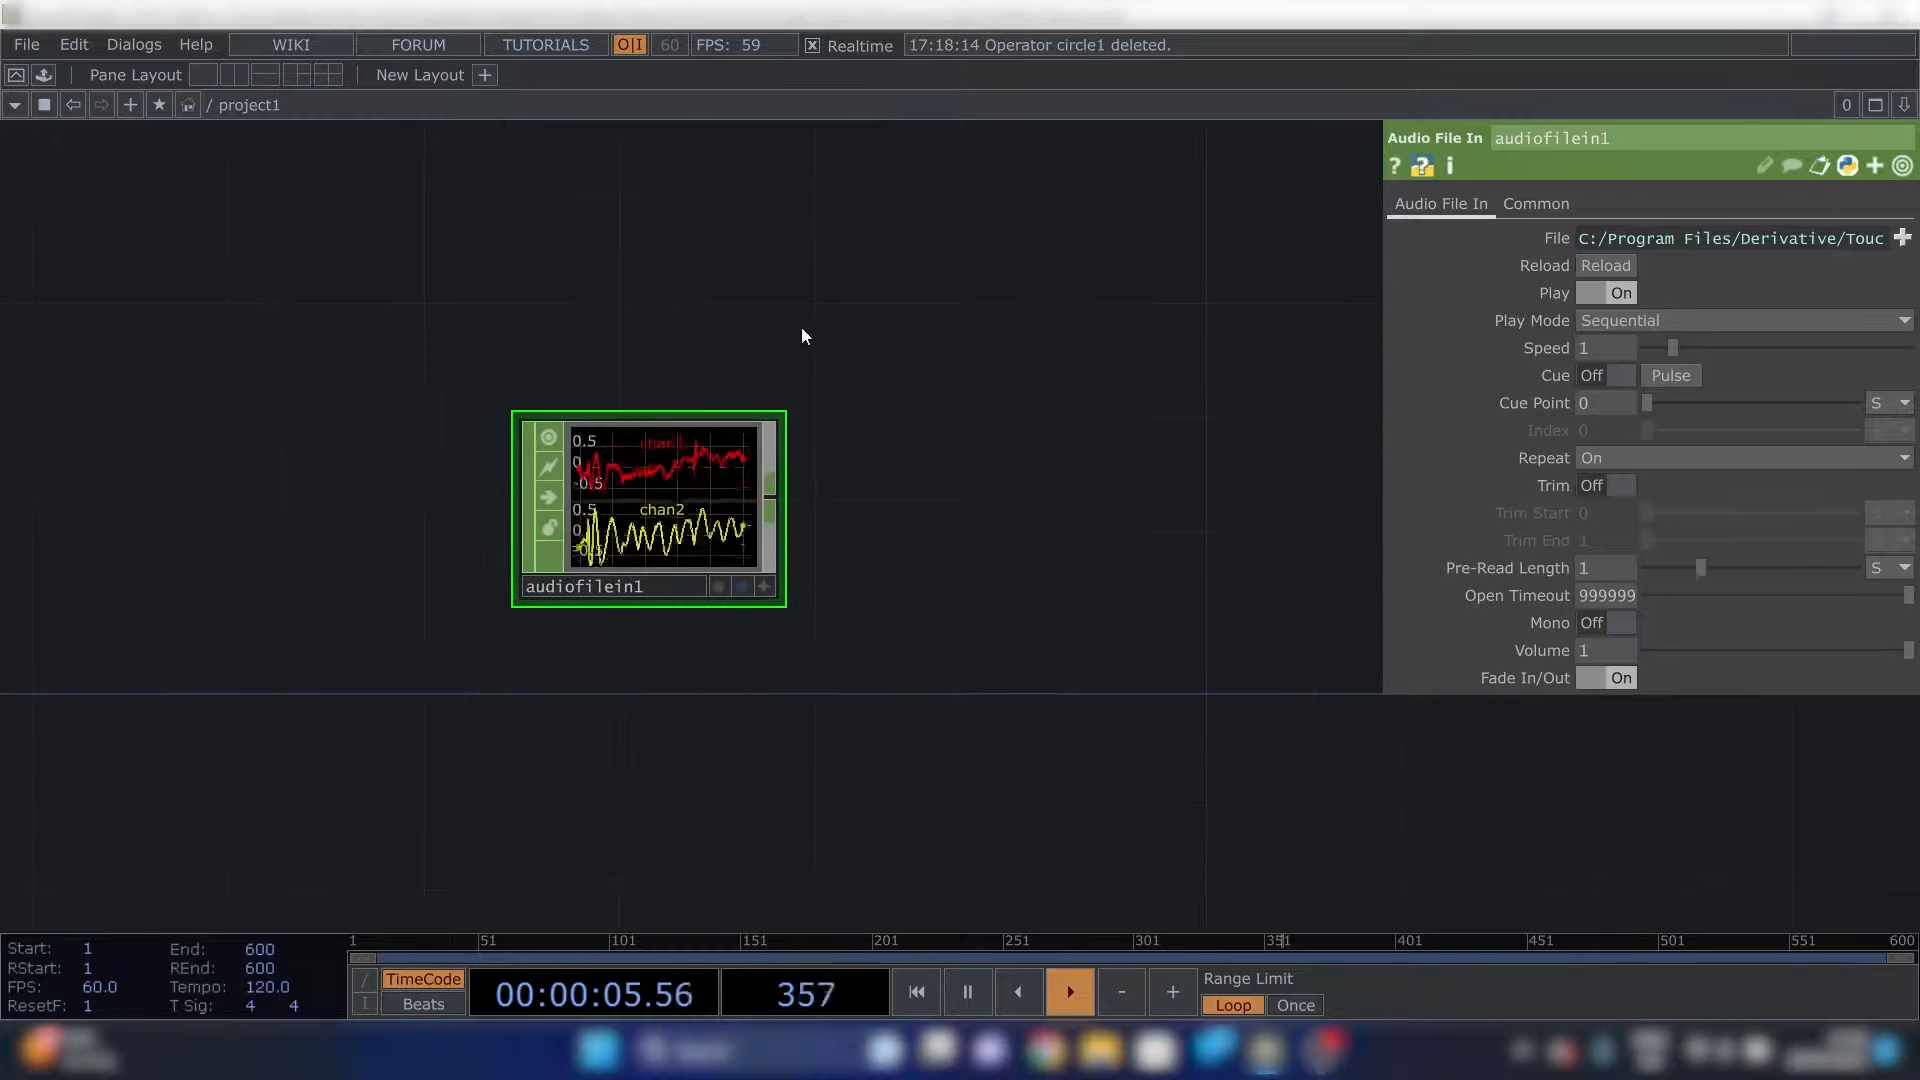 File Edit Dialogs Help WIKI FORUM TUTORIALS O|I 60 FPS: 59 Realtime 17:18:14 Operator circle1 deleted.
Pane Layout New Layout +
/ project1 0
Audio File In audiofilein1
? ? i
Audio File In Common
File C:/Program Files/Derivative/Touc
Reload Reload
Play On
Play Mode Sequential
Speed 1
Cue Off Pulse
Cue Point 0 S
Index 0
Repeat On
Trim Off
Trim Start 0
Trim End 1
Pre-Read Length 1 S
Open Timeout 999999
Mono Off
Volume 1
Fade In/Out On
0.5 chan1
0
-0.5
0.5 chan2
0
-0.5
audiofilein1
1 51 101 151 201 251 301 351 401 451 501 551 600
Start: 1 End: 600
RStart: 1 REnd: 600
FPS: 60.0 Tempo: 120.0
ResetF: 1 T Sig: 4 4
TimeCode
Beats
00:00:05.56 357
- +
Range Limit
Loop Once